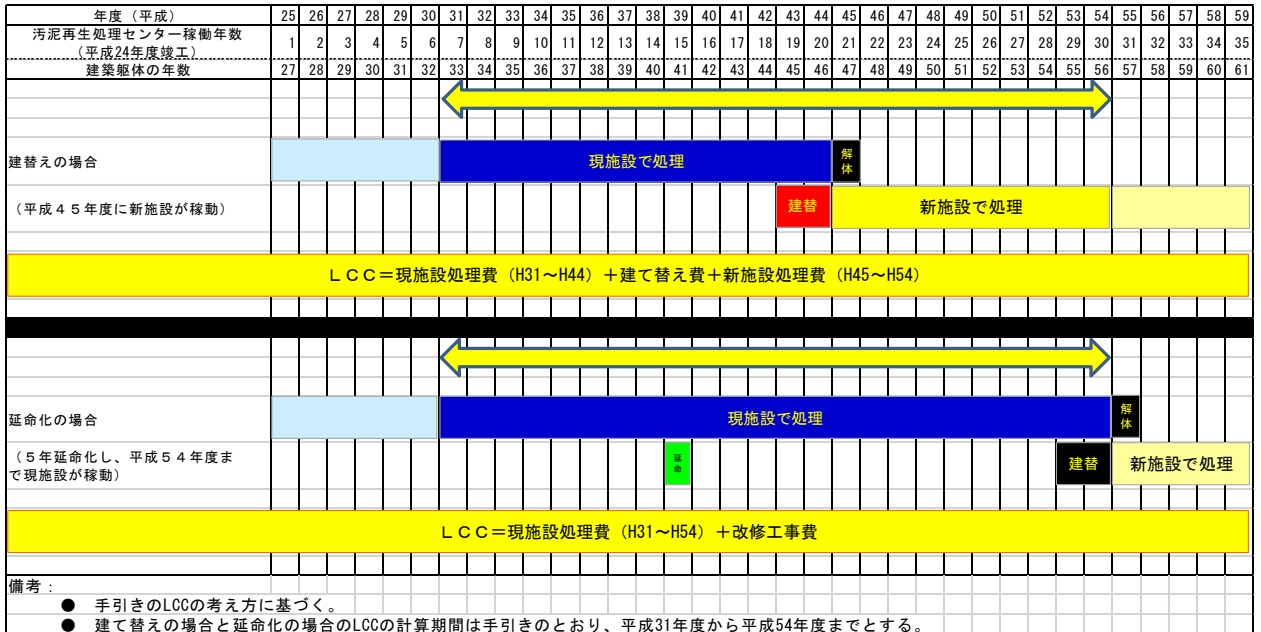 年度（平成） 25 26 27 28 29 30 31 32 33 34 35 36 37 38 39 40 41 42 43 44 45 46 47 48 49 50 51 52 53 54 55 56 57 58 59
汚泥再生処理センター稼働年数
（平成24年度竣工） 1 2 3 4 5 6 7 8 9 10 11 12 13 14 15 16 17 18 19 20 21 22 23 24 25 26 27 28 29 30 31 32 33 34 35
建築躯体の年数 27 28 29 30 31 32 33 34 35 36 37 38 39 40 41 42 43 44 45 46 47 48 49 50 51 52 53 54 55 56 57 58 59 60 61
建替えの場合 現施設で処理 解体
（平成４５年度に新施設が稼動） 建替 新施設で処理
ＬＣＣ＝現施設処理費（H31～H44）＋建て替え費＋新施設処理費（H45～H54）
延命化の場合 現施設で処理 解体
（５年延命化し、平成５４年度ま
で現施設が稼動） 延命 建替 新施設で処理
ＬＣＣ＝現施設処理費（H31～H54）＋改修工事費
備考：
● 手引きのLCCの考え方に基づく。
● 建て替えの場合と延命化の場合のLCCの計算期間は手引きのとおり、平成31年度から平成54年度までとする。